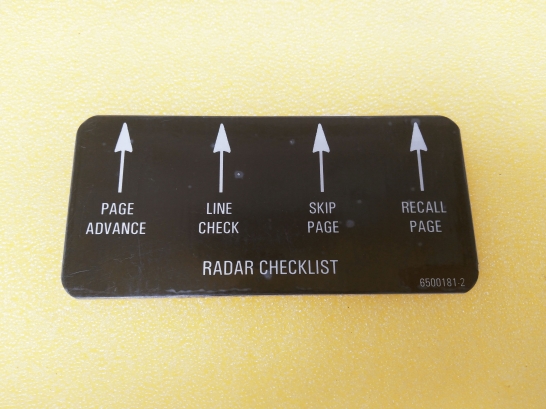 PAGE ADVANCE
LINE CHECK
SKIP PAGE
RECALL PAGE
RADAR CHECKLIST
6500181-2